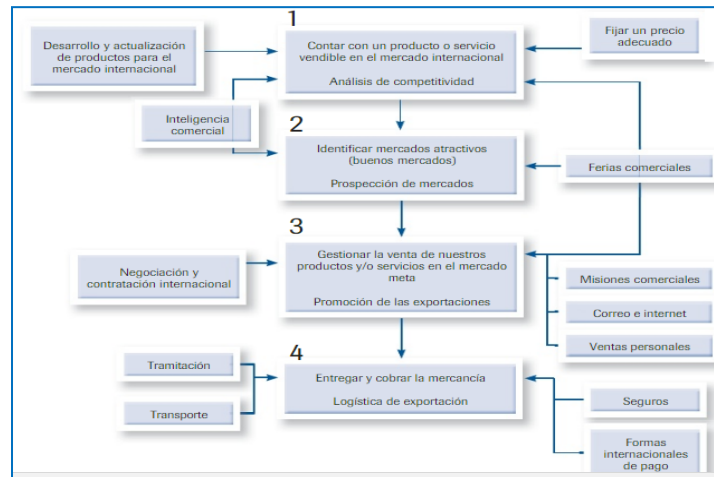 1
Desarrollo y actualización
de productos para el
mercado internacional
Contar con un producto o servicio
vendible en el mercado internacional
Análisis de competitividad
Fijar un precio
adecuado
Inteligencia
comercial
2
Identificar mercados atractivos
(buenos mercados)
Prospección de mercados
Ferias comerciales
3
Gestionar la venta de nuestros
productos y/o servicios en el mercado
meta
Promoción de las exportaciones
Negociación y
contratación internacional
Misiones comerciales
Correo e internet
Ventas personales
4
Tramitación
Transporte
Entregar y cobrar la mercancía
Logística de exportación
Seguros
Formas
internacionales
de pago